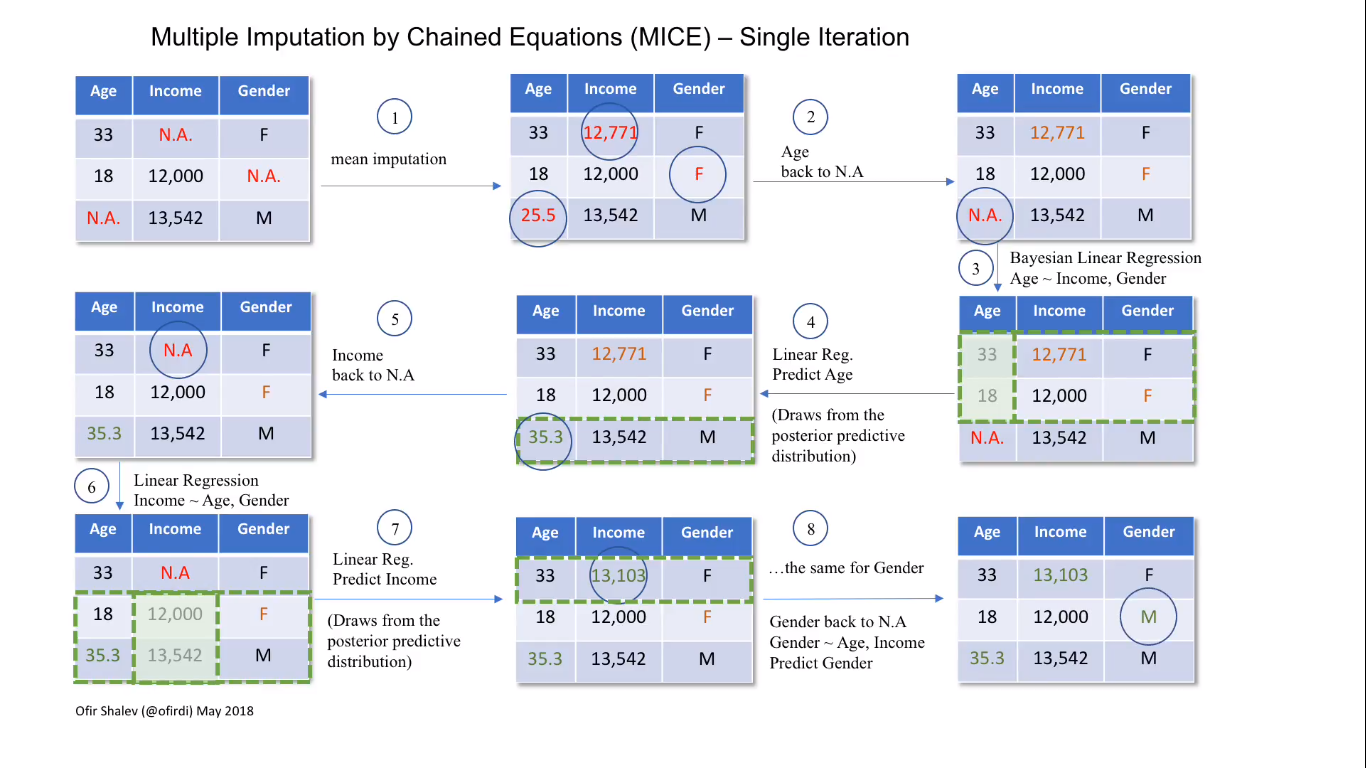 Multiple Imputation by Chained Equations (MICE) – Single Iteration
Age Income Gender
33 N.A. F
18 12,000 N.A.
N.A. 13,542 M
1
mean imputation
Age Income Gender
33 12,771 F
18 12,000 F
25.5 13,542 M
2
Age
back to N.A
Age Income Gender
33 12,771 F
18 12,000 F
N.A. 13,542 M
3
Bayesian Linear Regression
Age ~ Income, Gender
Age Income Gender
33 12,771 F
18 12,000 F
N.A. 13,542 M
4
Linear Reg.
Predict Age
(Draws from the
posterior predictive
distribution)
Age Income Gender
33 12,771 F
18 12,000 F
35.3 13,542 M
5
Income
back to N.A
Age Income Gender
33 N.A F
18 12,000 F
35.3 13,542 M
6
Linear Regression
Income ~ Age, Gender
Age Income Gender
33 N.A F
18 12,000 F
35.3 13,542 M
7
Linear Reg.
Predict Income
(Draws from the
posterior predictive
distribution)
Age Income Gender
33 13,103 F
18 12,000 F
35.3 13,542 M
8
…the same for Gender
Gender back to N.A
Gender ~ Age, Income
Predict Gender
Age Income Gender
33 13,103 F
18 12,000 M
35.3 13,542 M
Ofir Shalev (@ofirdi) May 2018